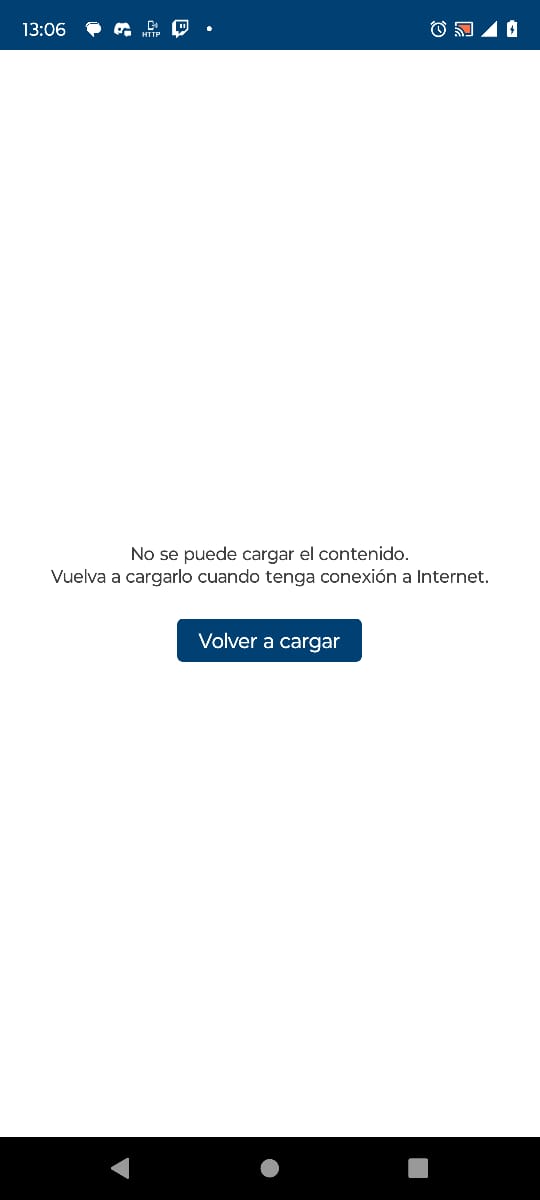 13:06
HTTP
No se puede cargar el contenido.
Vuelva a cargarlo cuando tenga conexión a Internet.
Volver a cargar